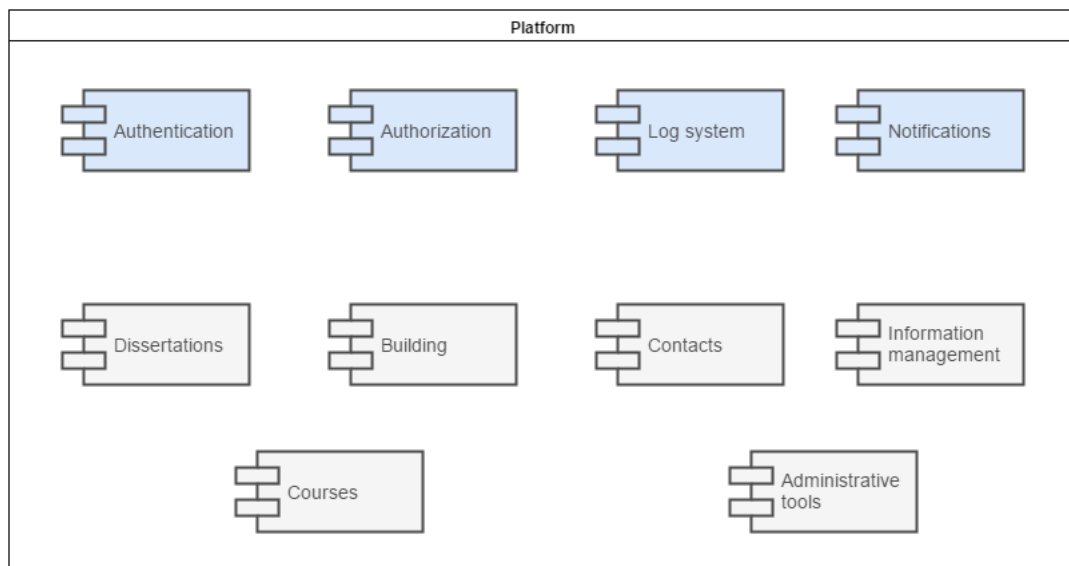 Platform
Authentication
Authorization
Log system
Notifications
Dissertations
Building
Contacts
Information
management
Courses
Administrative
tools